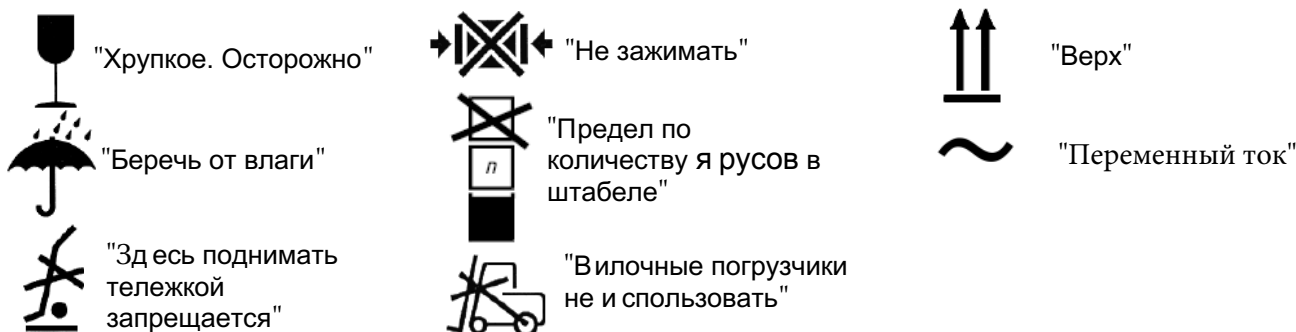 "Хрупкое. Осторожно"
"Беречь от влаги"
"Зд есь поднимать
тележкой
запрещается"
"Не зажимать"
"Предел по
количеству я русов в
штабеле"
n
"Вилочные погрузчики
не и спользовать"
"Верх"
"Переменный ток"